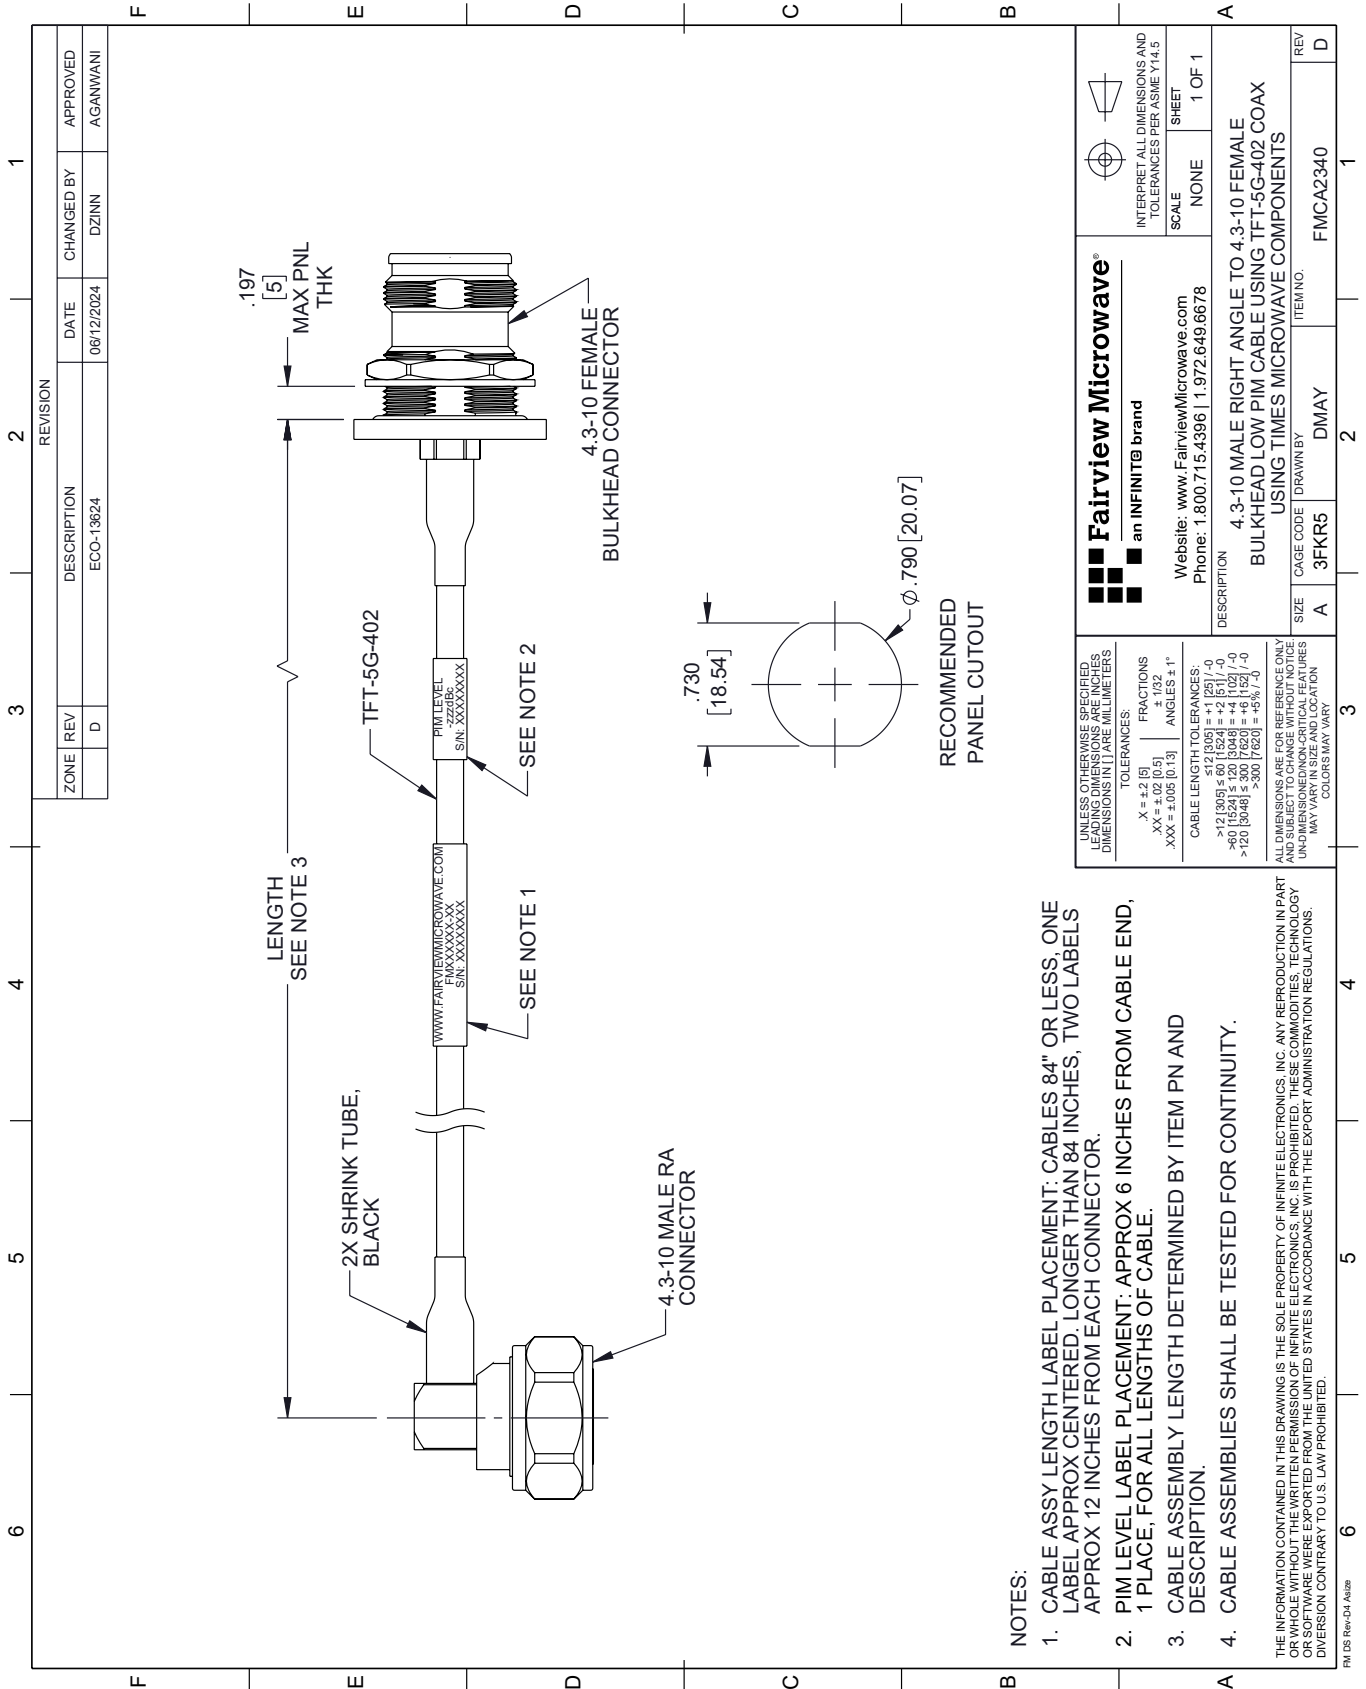 REVISION
ZONE REV DESCRIPTION DATE CHANGED BY APPROVED
D ECO-13624 06/12/2024 DZINN AGANWANI
6 5 4 3 2 1
F
E
D
C
B
A
F
E
D
C
B
A
LENGTH
SEE NOTE 3
.197
[5]
MAX PNL
THK
2X SHRINK TUBE,
BLACK
TFT-5G-402
WWW.FAIRVIEWMICROWAVE.COM
FMXXXXXX-XX
S/N: XXXXXXXXX
PIM LEVEL
-zzzdBc
S/N: XXXXXXXX
SEE NOTE 1
SEE NOTE 2
4.3-10 FEMALE
BULKHEAD CONNECTOR
4.3-10 MALE RA
CONNECTOR
.730
[18.54]
Ø.790 [20.07]
RECOMMENDED
PANEL CUTOUT
NOTES:
1. CABLE ASSY LENGTH LABEL PLACEMENT: CABLES 84" OR LESS, ONE
LABEL APPROX CENTERED. LONGER THAN 84 INCHES, TWO LABELS
APPROX 12 INCHES FROM EACH CONNECTOR.
2. PIM LEVEL LABEL PLACEMENT: APPROX 6 INCHES FROM CABLE END,
1 PLACE, FOR ALL LENGTHS OF CABLE.
3. CABLE ASSEMBLY LENGTH DETERMINED BY ITEM PN AND
DESCRIPTION.
4. CABLE ASSEMBLIES SHALL BE TESTED FOR CONTINUITY.
THE INFORMATION CONTAINED IN THIS DRAWING IS THE SOLE PROPERTY OF INFINITE ELECTRONICS, INC. ANY REPRODUCTION IN PART
OR WHOLE WITHOUT THE WRITTEN PERMISSION OF INFINITE ELECTRONICS, INC. IS PROHIBITED. THESE COMMODITIES, TECHNOLOGY
OR SOFTWARE WERE EXPORTED FROM THE UNITED STATES IN ACCORDANCE WITH THE EXPORT ADMINISTRATION REGULATIONS.
DIVERSION CONTRARY TO U.S. LAW PROHIBITED.
UNLESS OTHERWISE SPECIFIED
LEADING DIMENSIONS ARE INCHES
DIMENSIONS IN [ ] ARE MILLIMETERS
TOLERANCES:
.X = ±.2 [5]
.XX = ±.02 [0.5]
.XXX = ±.005 [0.13]
FRACTIONS
± 1/32
ANGLES ± 1°
CABLE LENGTH TOLERANCES:
≤12 [305] = +1 [25] / -0
>12 [305] ≤ 60 [1524] = +2 [51] / -0
>60 [1524] ≤ 120 [3048] = +4 [102] / -0
>120 [3048] ≤ 300 [7620] = +6 [152] / -0
>300 [7620] = +5% / -0
ALL DIMENSIONS ARE FOR REFERENCE ONLY
AND SUBJECT TO CHANGE WITHOUT NOTICE.
UN-DIMENSIONED/NON-CRITICAL FEATURES
MAY VARY IN SIZE AND LOCATION
COLORS MAY VARY
Fairview Microwave®
an INFINIT® brand
Website: www.FairviewMicrowave.com
Phone: 1.800.715.4396 | 1.972.649.6678
INTERPRET ALL DIMENSIONS AND
TOLERANCES PER ASME Y14.5
SCALE
NONE
SHEET
1 OF 1
DESCRIPTION
4.3-10 MALE RIGHT ANGLE TO 4.3-10 FEMALE
BULKHEAD LOW PIM CABLE USING TFT-5G-402 COAX
USING TIMES MICROWAVE COMPONENTS
SIZE
A
CAGE CODE
3FKR5
DRAWN BY
DMAY
ITEM NO.
FMCA2340
REV
D
FM DS Rev-D4 Asize
6 5 4 3 2 1